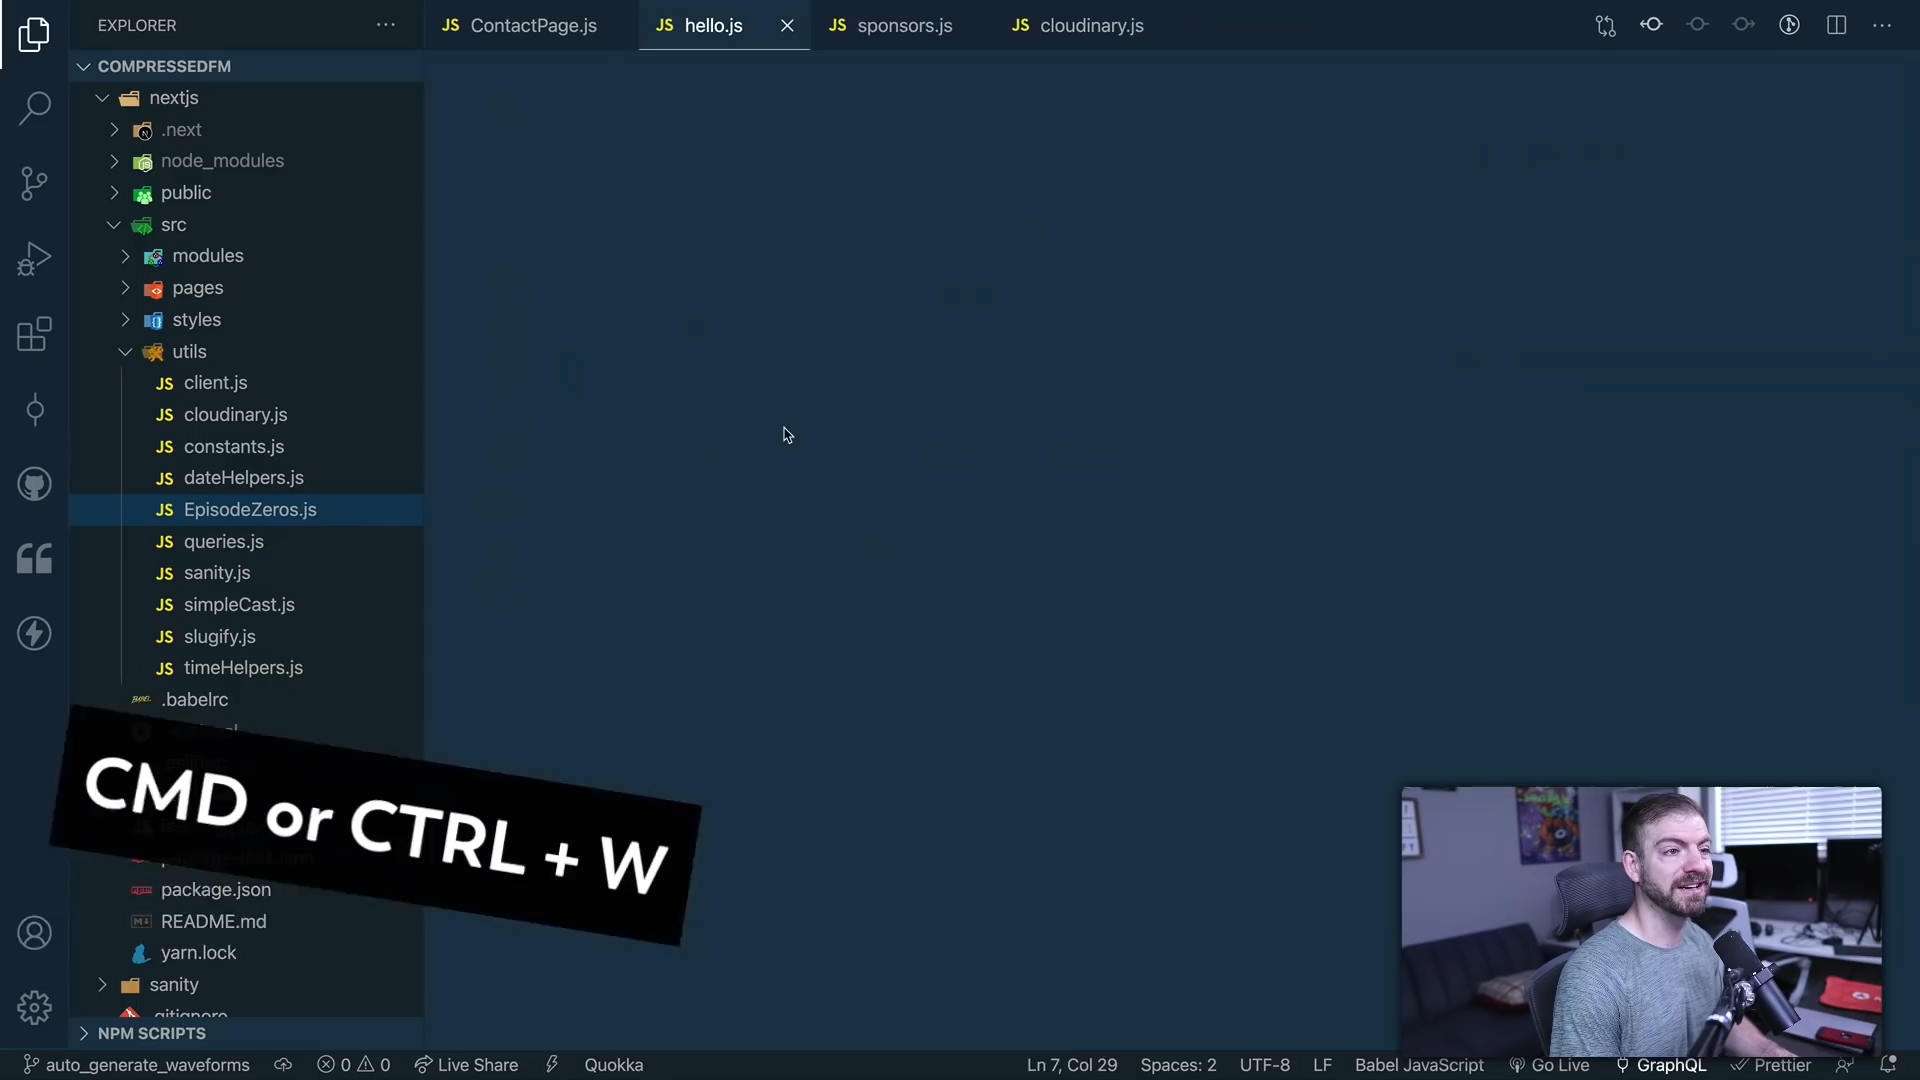 EXPLORER
ContactPage.js
hello.js
sponsors.js
cloudinary.js
COMPRESSEDFM
nextjs
.next
node_modules
public
src
modules
pages
styles
utils
client.js
cloudinary.js
constants.js
dateHelpers.js
EpisodeZeros.js
queries.js
sanity.js
simpleCast.js
slugify.js
timeHelpers.js
.babelrc
CMD or CTRL + W
package.json
README.md
yarn.lock
sanity
.gitignore
NPM SCRIPTS
auto_generate_waveforms 0 0 Live Share Quokka Ln 7, Col 29 Spaces: 2 UTF-8 LF Babel JavaScript Go Live GraphQL Prettier